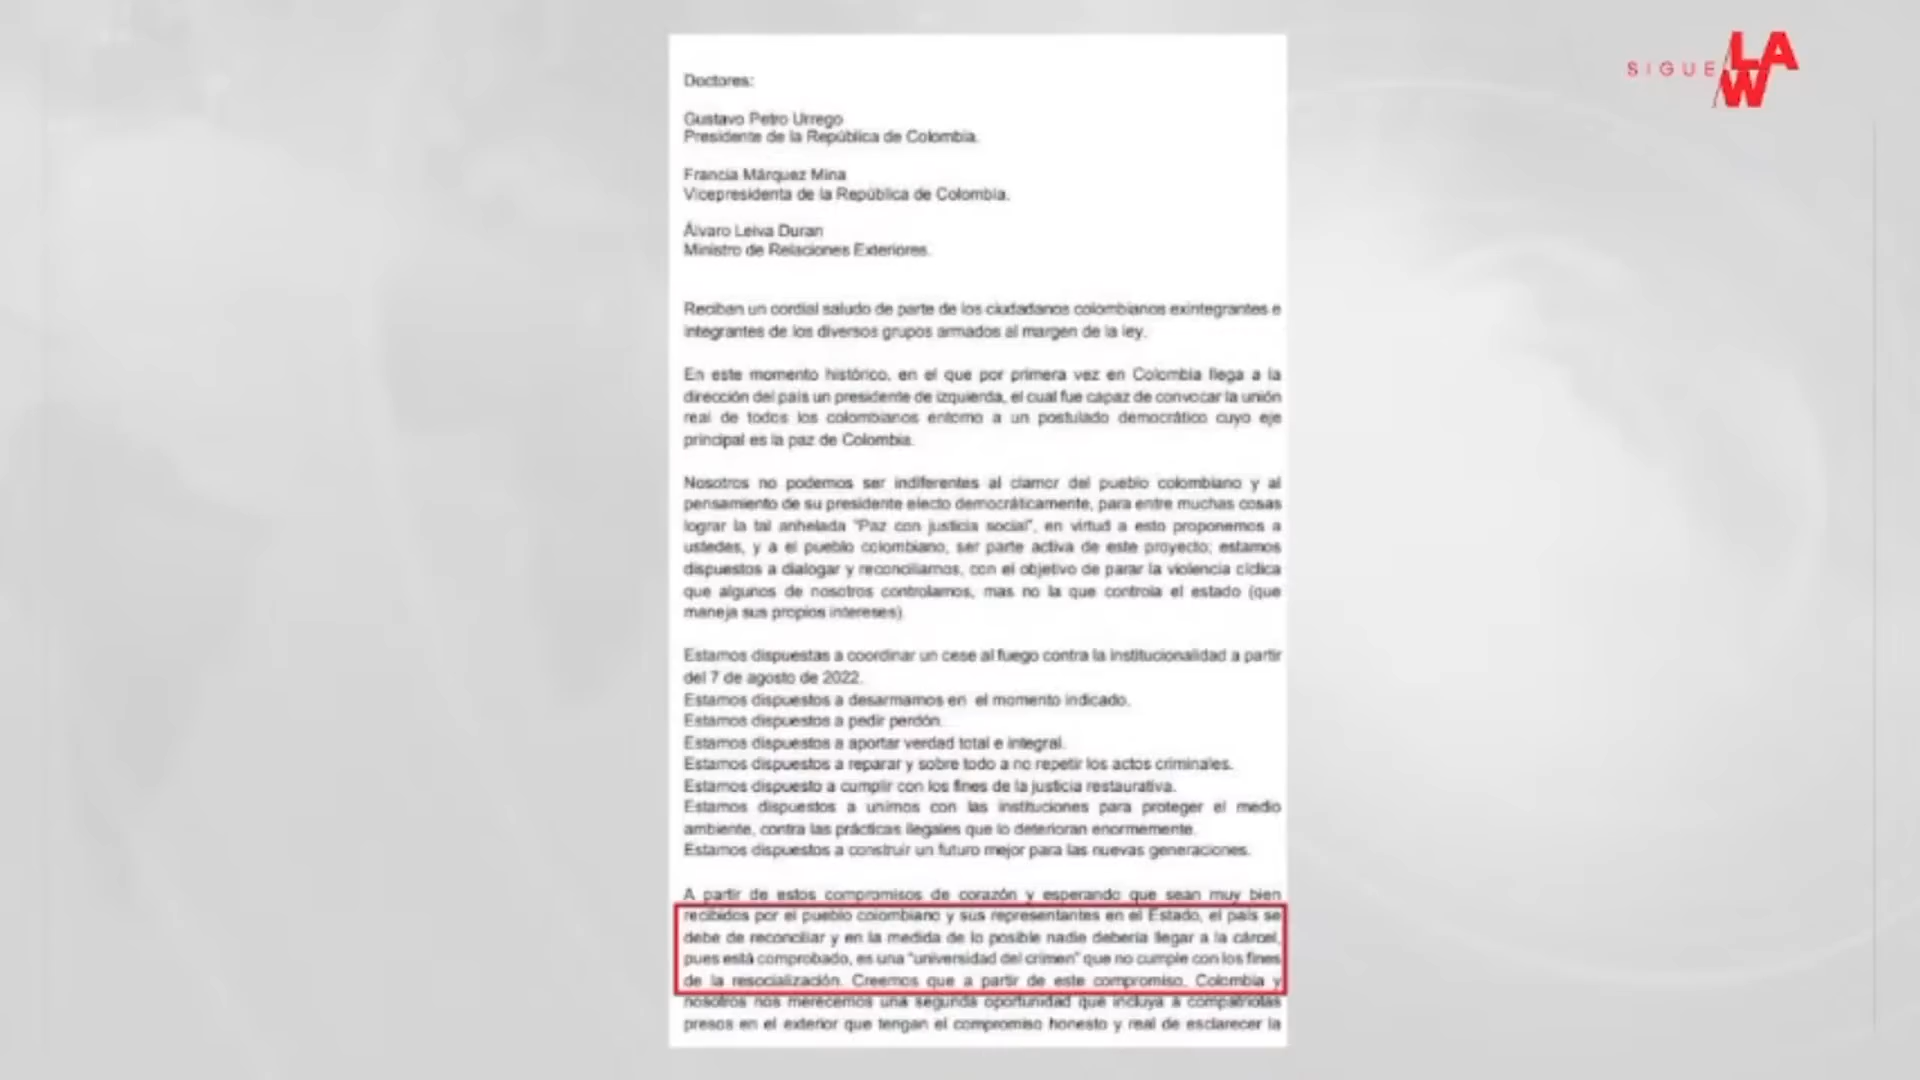 SIGUE LA W
Doctores:
Gustavo Petro Urrego
Presidente de la República de Colombia.
Francia Márquez Mina
Vicepresidenta de la República de Colombia.
Álvaro Leiva Duran
Ministro de Relaciones Exteriores.
Reciban un cordial saludo de parte de los ciudadanos colombianos exintegrantes e
integrantes de los diversos grupos armados al margen de la ley.
En este momento histórico, en el que por primera vez en Colombia llega a la
dirección del país un presidente de izquierda, el cual fue capaz de convocar la unión
real de todos los colombianos entorno a un postulado democrático cuyo eje
principal es la paz de Colombia.
Nosotros no podemos ser indiferentes al clamor del pueblo colombiano y al
pensamiento de su presidente electo democráticamente, para entre muchas cosas
lograr la tal anhelada "Paz con justicia social", en virtud a esto proponemos a
ustedes, y a el pueblo colombiano, ser parte activa de este proyecto; estamos
dispuestos a dialogar y reconciliarnos, con el objetivo de parar la violencia cíclica
que algunos de nosotros controlamos, mas no la que controla el estado (que
maneja sus propios intereses).
Estamos dispuestas a coordinar un cese al fuego contra la institucionalidad a partir
del 7 de agosto de 2022.
Estamos dispuestos a desarmarnos en el momento indicado.
Estamos dispuestos a pedir perdón.
Estamos dispuestos a aportar verdad total e integral.
Estamos dispuestos a reparar y sobre todo a no repetir los actos criminales.
Estamos dispuesto a cumplir con los fines de la justicia restaurativa.
Estamos dispuestos a unirnos con las instituciones para proteger el medio
ambiente, contra las prácticas ilegales que lo deterioran enormemente.
Estamos dispuestos a construir un futuro mejor para las nuevas generaciones.
A partir de estos compromisos de corazón y esperando que sean muy bien
recibidos por el pueblo colombiano y sus representantes en el Estado, el país se
debe de reconciliar y en la medida de lo posible nadie debería llegar a la cárcel,
pues está comprobado, es una "universidad del crimen" que no cumple con los fines
de la resocialización. Creemos que a partir de este compromiso, Colombia y
nosotros nos merecemos una segunda oportunidad que incluya a compatriotas
presos en el exterior que tengan el compromiso honesto y real de esclarecer la